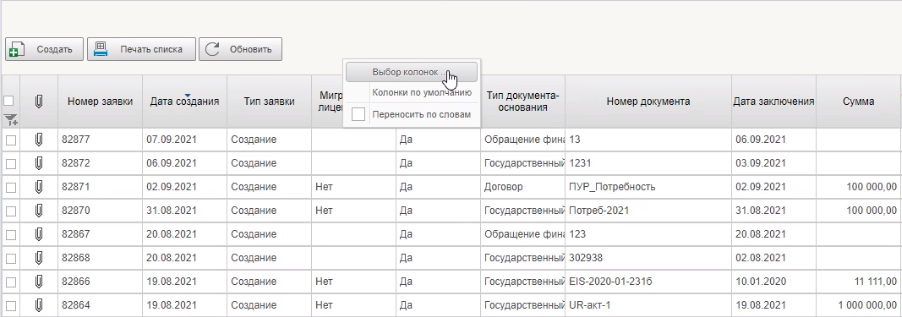 Создать Печать списка Обновить
Выбор колонок ...
Колонки по умолчанию
Переносить по словам
Номер заявки Дата создания Тип заявки Тип документа-основания Номер документа Дата заключения Сумма
82877 07.09.2021 Создание Да Обращение фина 13 06.09.2021
82872 06.09.2021 Создание Да Государственный 1231 03.09.2021
82871 02.09.2021 Создание Нет Да Договор ПУР_Потребность 02.09.2021 100 000,00
82870 31.08.2021 Создание Нет Да Государственный Потреб-2021 31.08.2021 100 000,00
82867 20.08.2021 Создание Да Обращение фина 123 20.08.2021
82868 20.08.2021 Создание Да Государственный 302938 02.08.2021
82866 19.08.2021 Создание Нет Да Государственный EIS-2020-01-2316 10.01.2020 11 111,00
82864 19.08.2021 Создание Нет Да Государственный UR-акт-1 19.08.2021 1 000 000,00